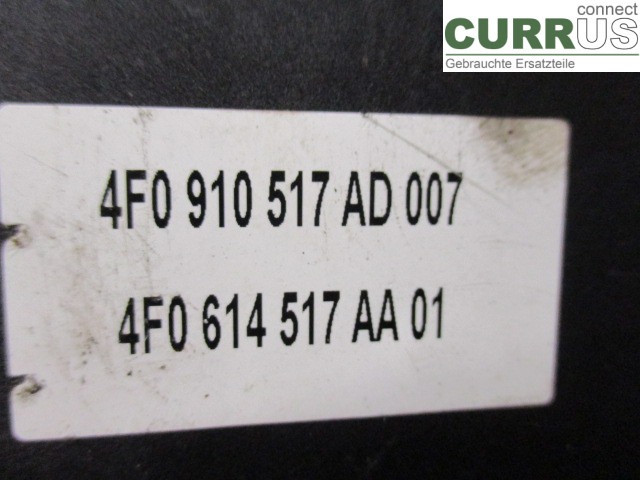 connect
CURRUS
Gebrauchte Ersatzteile
4F0 910 517 AD 007
4F0 614 517 AA 01